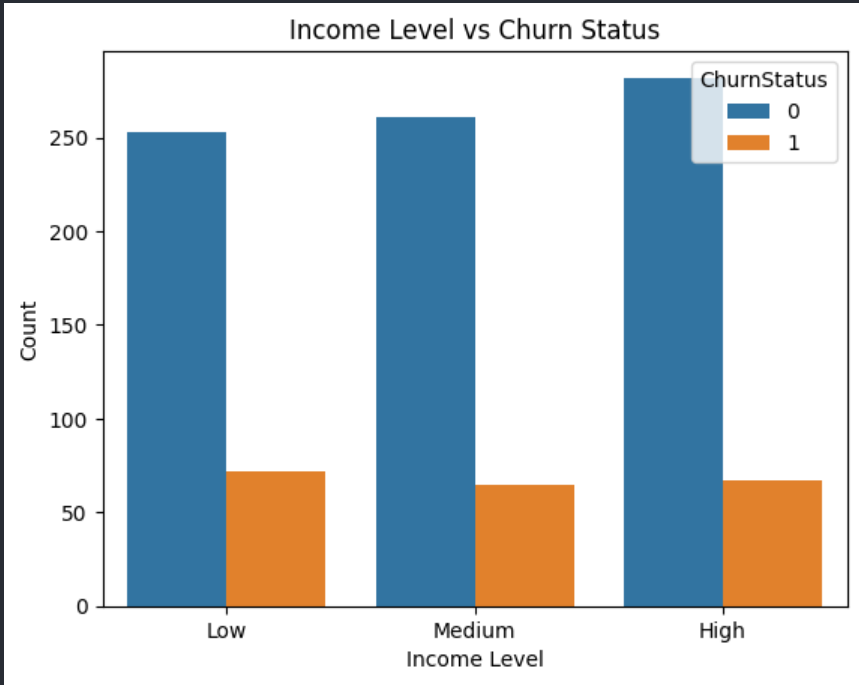 Income Level vs Churn Status
ChurnStatus
0
1
250
200
150
100
50
0
Count
Low
Medium
High
Income Level